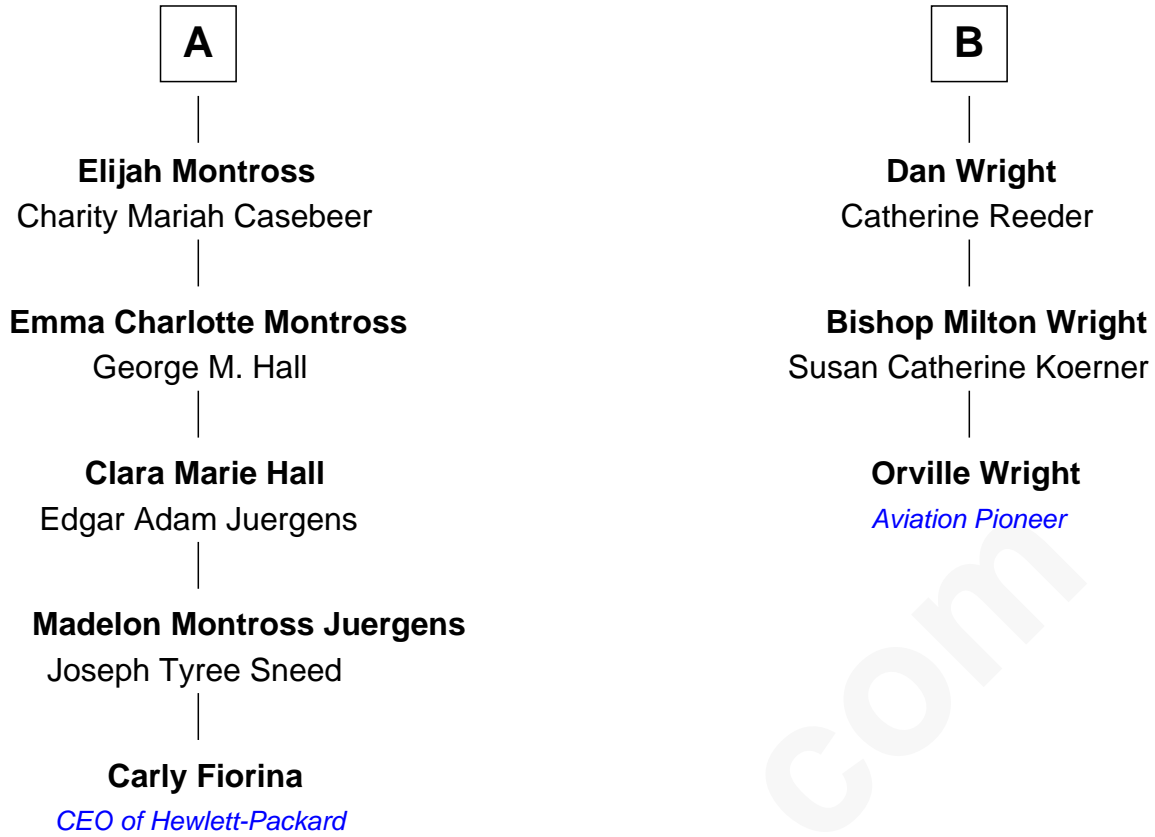 A
Elijah Montross
Charity Mariah Casebeer
Emma Charlotte Montross
George M. Hall
Clara Marie Hall
Edgar Adam Juergens
Madelon Montross Juergens
Joseph Tyree Sneed
Carly Fiorina
CEO of Hewlett-Packard
B
Dan Wright
Catherine Reeder
Bishop Milton Wright
Susan Catherine Koerner
Orville Wright
Aviation Pioneer
com